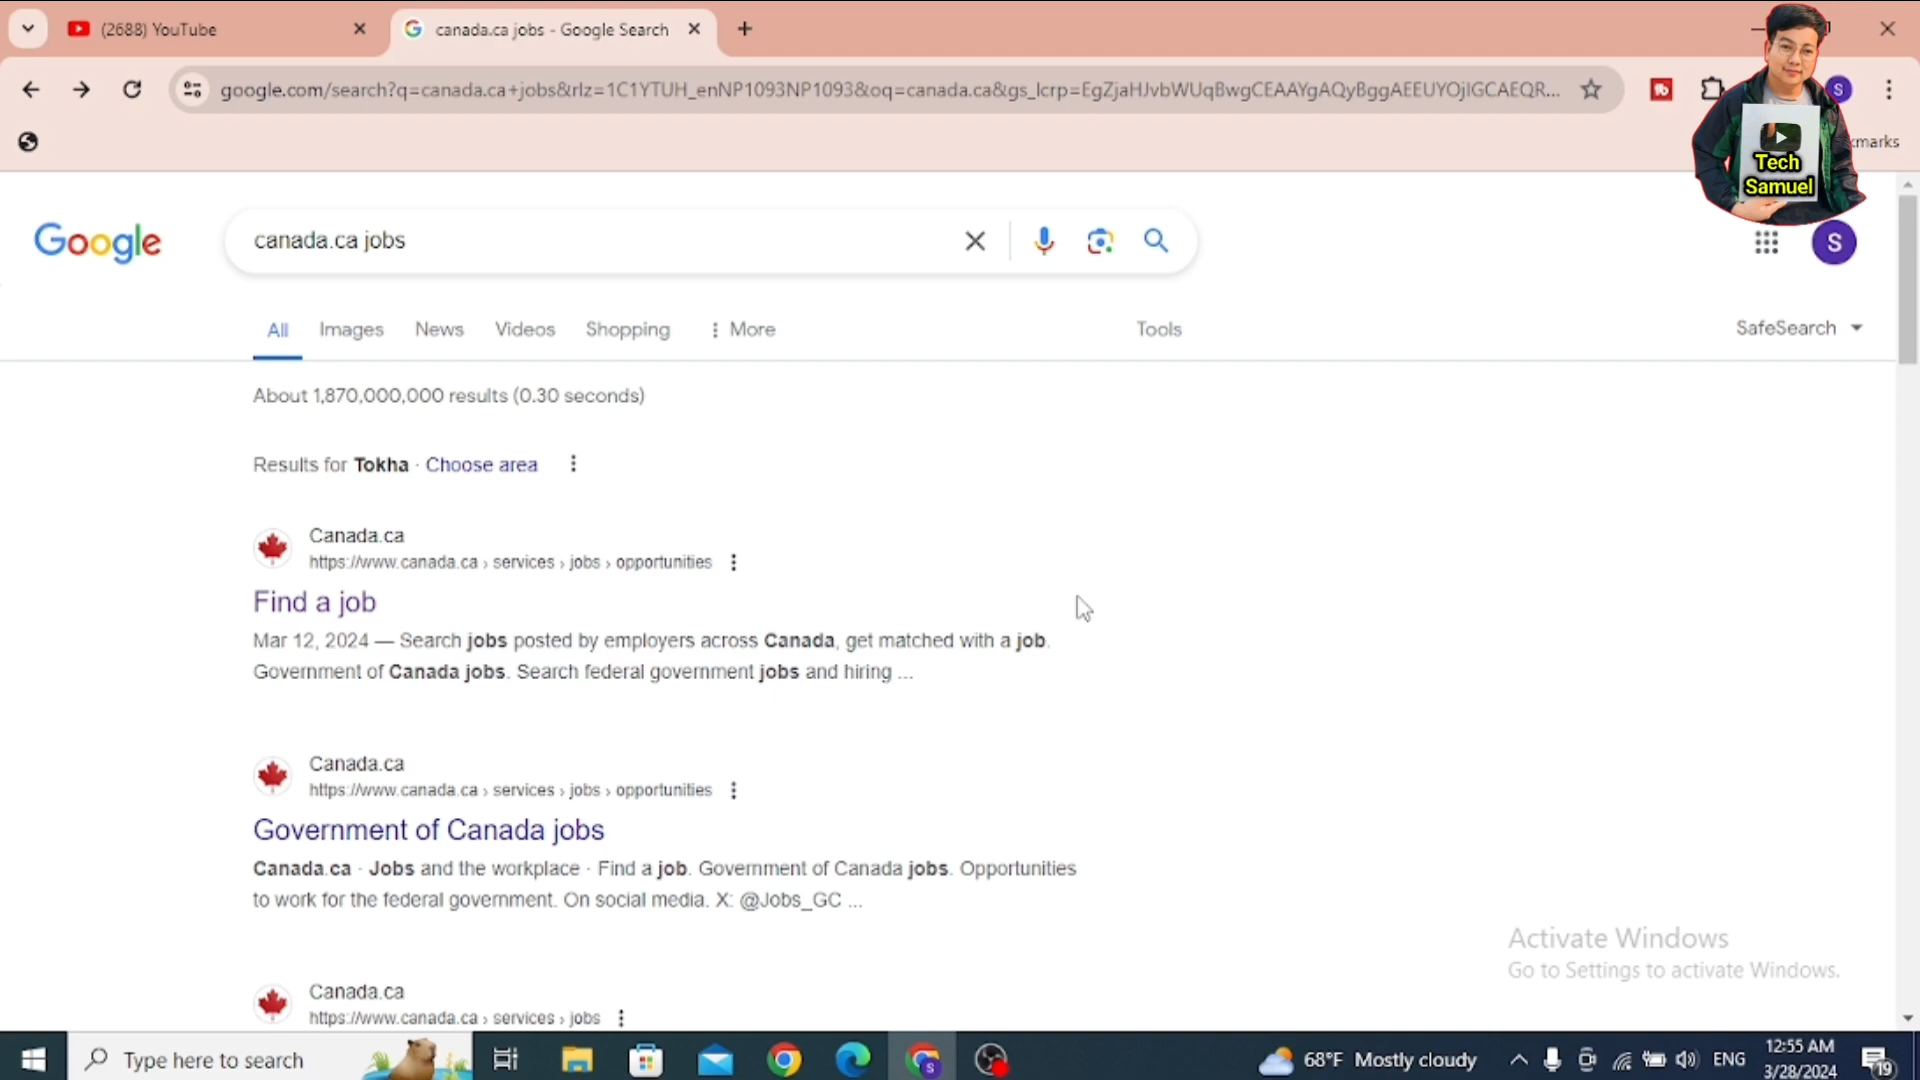 (2688) YouTube
canada.ca jobs - Google Search
google.com/search?q=canada.ca+jobs&rlz=1C1YTUH_enNP1093NP1093&oq=canada.ca&gs_lcrp=EgZjaHJvbWUqBwgCEAAYgAQyBggAEEUYOjIGCAEQR...
S
kmarks
Tech
Samuel
Google
canada.ca jobs
S
All
Images
News
Videos
Shopping
More
Tools
SafeSearch
About 1,870,000,000 results (0.30 seconds)
Results for Tokha · Choose area
Canada.ca
https://www.canada.ca › services › jobs › opportunities
Find a job
Mar 12, 2024 — Search jobs posted by employers across Canada, get matched with a job.
Government of Canada jobs. Search federal government jobs and hiring ...
Canada.ca
https://www.canada.ca › services › jobs › opportunities
Government of Canada jobs
Canada.ca · Jobs and the workplace · Find a job. Government of Canada jobs. Opportunities
to work for the federal government. On social media. X: @Jobs_GC ...
Canada.ca
https://www.canada.ca › services › jobs
Activate Windows
Go to Settings to activate Windows.
Type here to search
S
68°F Mostly cloudy
ENG
12:55 AM
3/28/2024
19